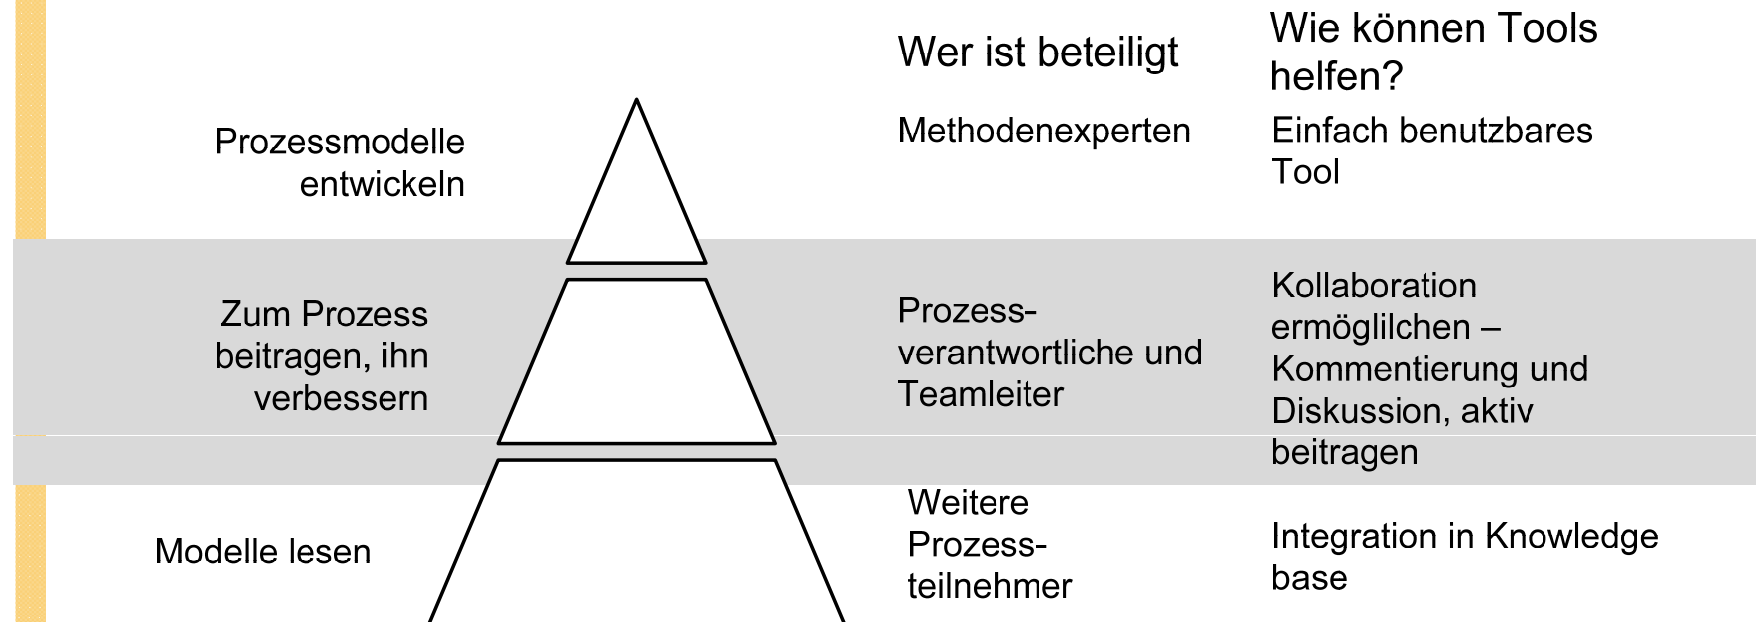 Wer ist beteiligt
Wie können Tools
helfen?
Prozessmodelle
entwickeln
Methodenexperten
Einfach benutzbares
Tool
Zum Prozess
beitragen, ihn
verbessern
Prozess-
verantwortliche und
Teamleiter
Kollaboration
ermöglilchen –
Kommentierung und
Diskussion, aktiv
beitragen
Modelle lesen
Weitere
Prozess-
teilnehmer
Integration in Knowledge
base